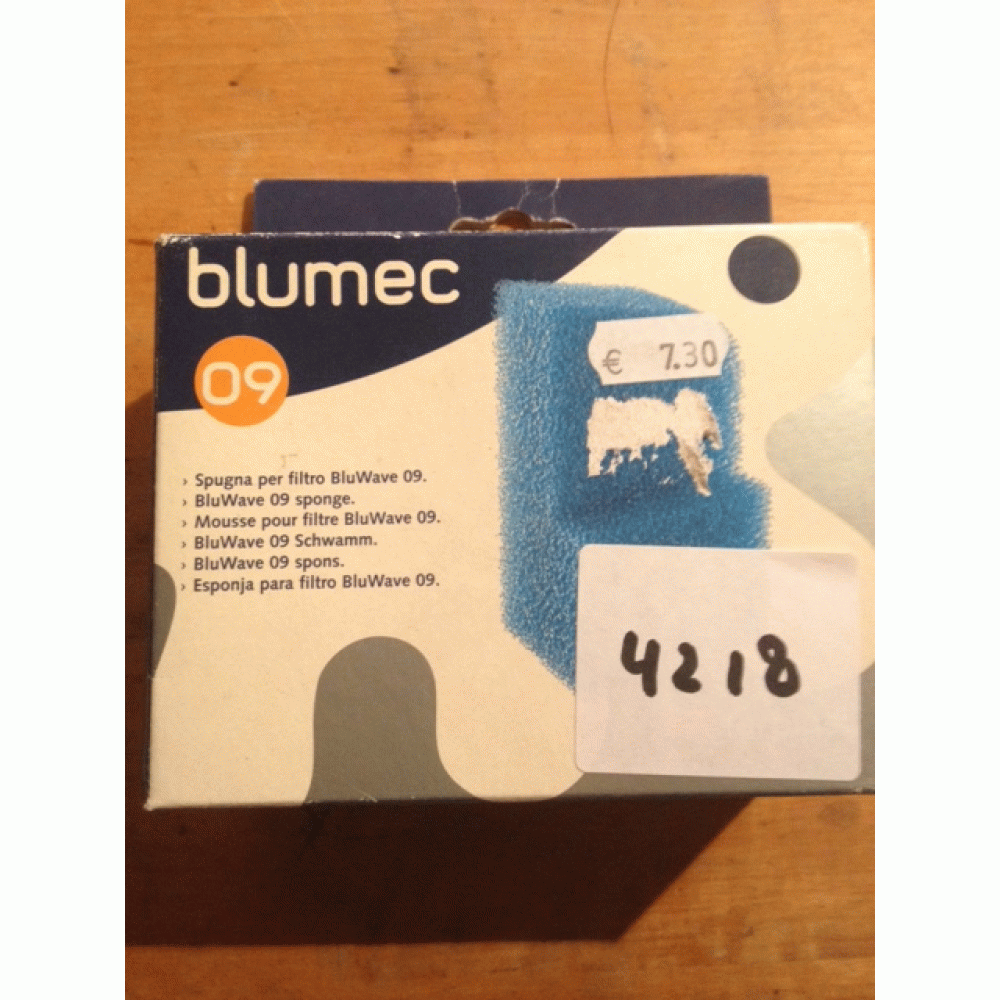 blumec
09
€ 7.30
› Spugna per filtro BluWave 09.
› BluWave 09 sponge.
› Mousse pour filtre BluWave 09.
› BluWave 09 Schwamm.
› BluWave 09 spons.
› Esponja para filtro BluWave 09.
4218